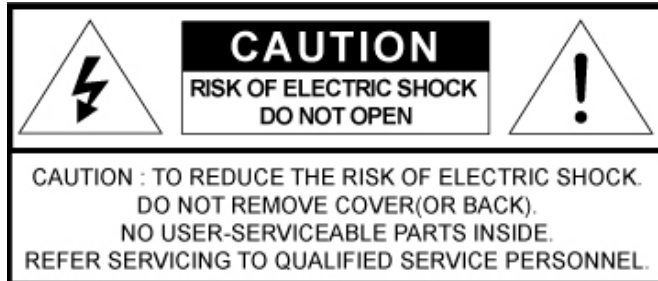 CAUTION
RISK OF ELECTRIC SHOCK
DO NOT OPEN
!
CAUTION : TO REDUCE THE RISK OF ELECTRIC SHOCK.
DO NOT REMOVE COVER(OR BACK).
NO USER-SERVICEABLE PARTS INSIDE.
REFER SERVICING TO QUALIFIED SERVICE PERSONNEL.